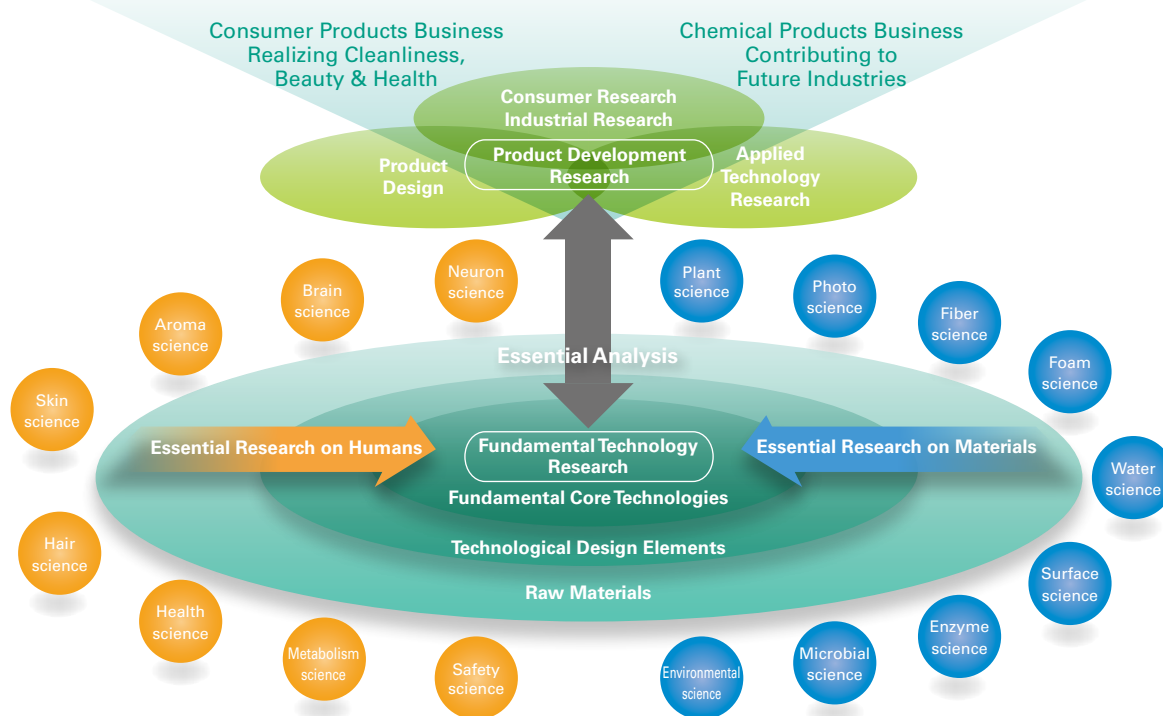 Consumer Products Business
Realizing Cleanliness,
Beauty & Health
Chemical Products Business
Contributing to
Future Industries
Consumer Research
Industrial Research
Product
Design
Product Development
Research
Applied
Technology
Research
Neuron
science
Plant
science
Brain
science
Photo
science
Aroma
science
Fiber
science
Essential Analysis
Foam
science
Skin
science
Essential Research on Humans
Fundamental Technology
Research
Essential Research on Materials
Water
science
Fundamental Core Technologies
Hair
science
Technological Design Elements
Surface
science
Raw Materials
Health
science
Enzyme
science
Metabolism
science
Microbial
science
Safety
science
Environmental
science